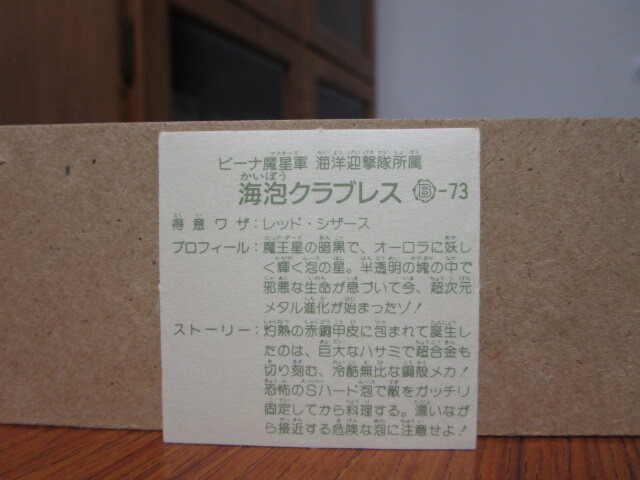 ビーナ魔星軍 海洋迎撃隊所属
海泡クラブレス Ⓑ-73
得意ワザ：レッド・シザース
プロフィール：魔王星の暗黒で、オーロラに妖し
く輝く泡の星。半透明の塊の中で
邪悪な生命が息づいて今、超次元
メタル進化が始まったゾ！
ストーリー：灼熱の赤鋼甲皮に包まれて誕生し
たのは、巨大なハサミで超合金も
切り刻む、冷酷無比な鋼殻メカ！
恐怖のSハード泡で敵をガッチリ
固定してから料理する。漂いなが
ら接近する危険な泡に注意せよ！